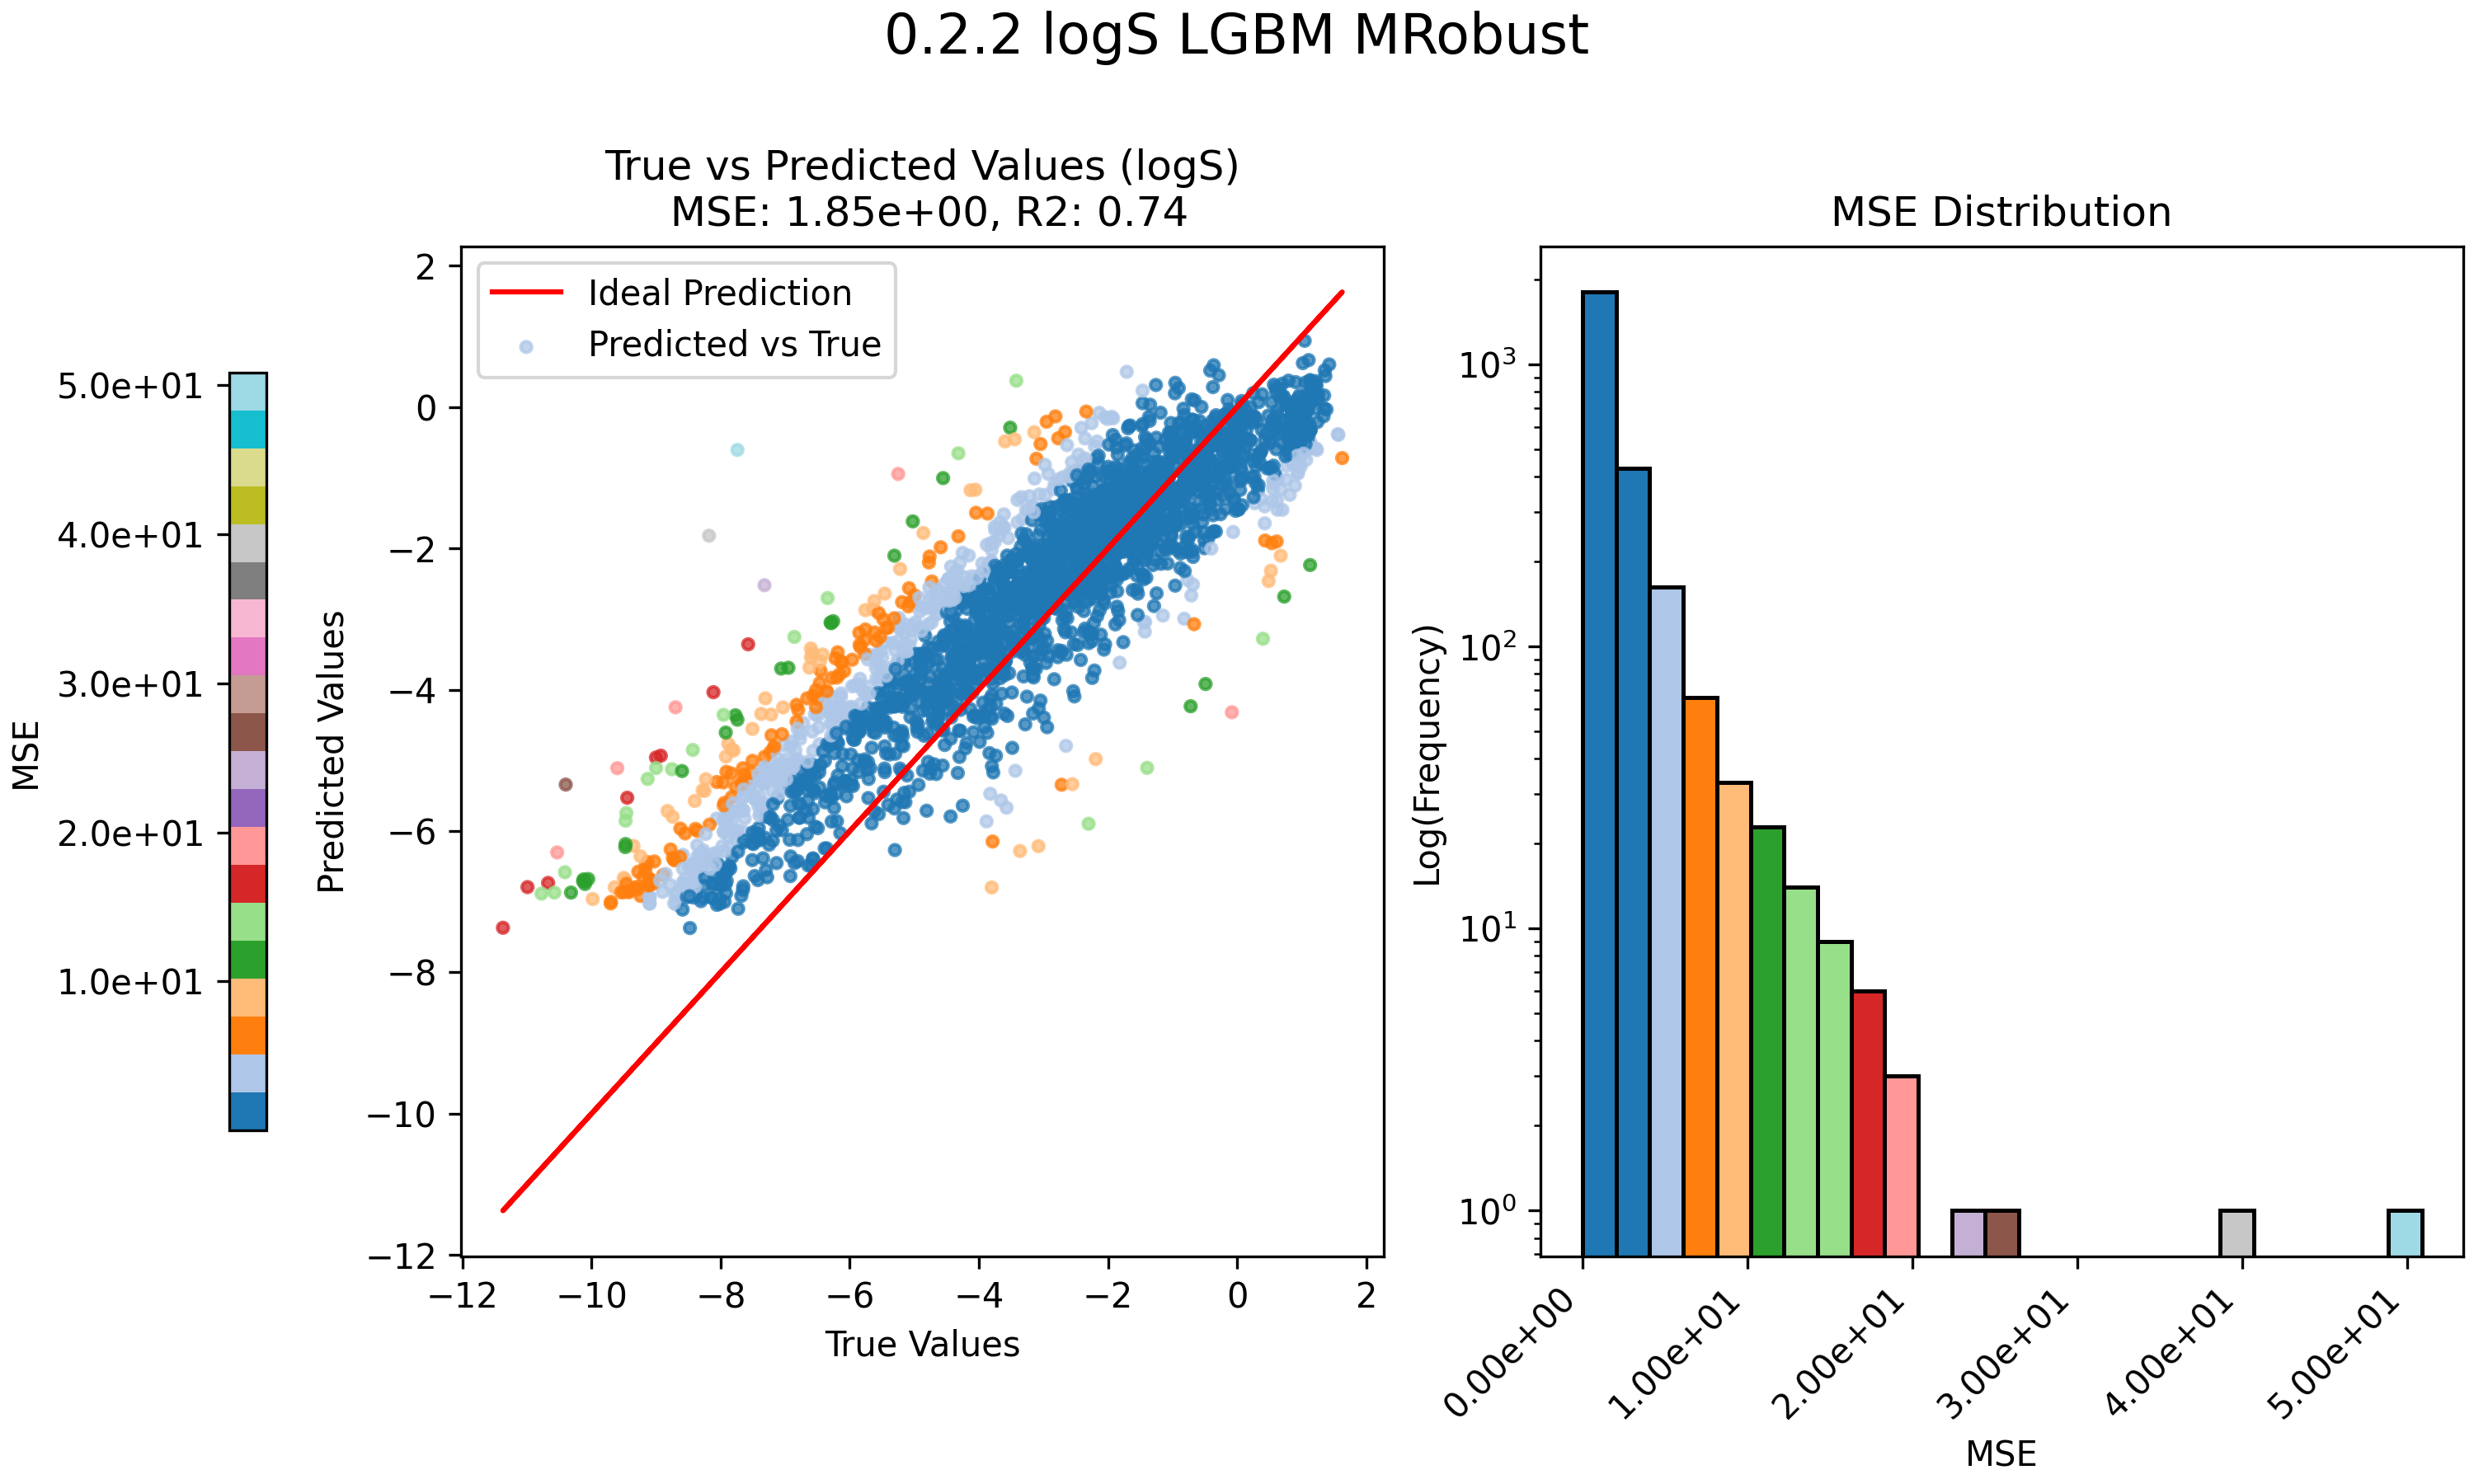 0.2.2 logS LGBM MRobust
True vs Predicted Values (logS)
MSE: 1.85e+00, R2: 0.74
MSE Distribution
Ideal Prediction
Predicted vs True
MSE
5.0e+01
4.0e+01
3.0e+01
2.0e+01
1.0e+01
Predicted Values
2
0
−2
−4
−6
−8
−10
−12
−12 −10 −8 −6 −4 −2 0 2
True Values
Log(Frequency)
10³
10²
10¹
10⁰
0.00e+00 1.00e+01 2.00e+01 3.00e+01 4.00e+01 5.00e+01
MSE